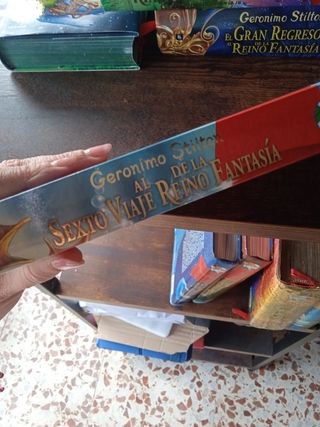 Geronimo Stilton
EL GRAN REGRESO
AL DE LA
REINO FANTASÍA
Geronimo Stilton
AL DE LA
SEXTO VIAJE REINO FANTASÍA